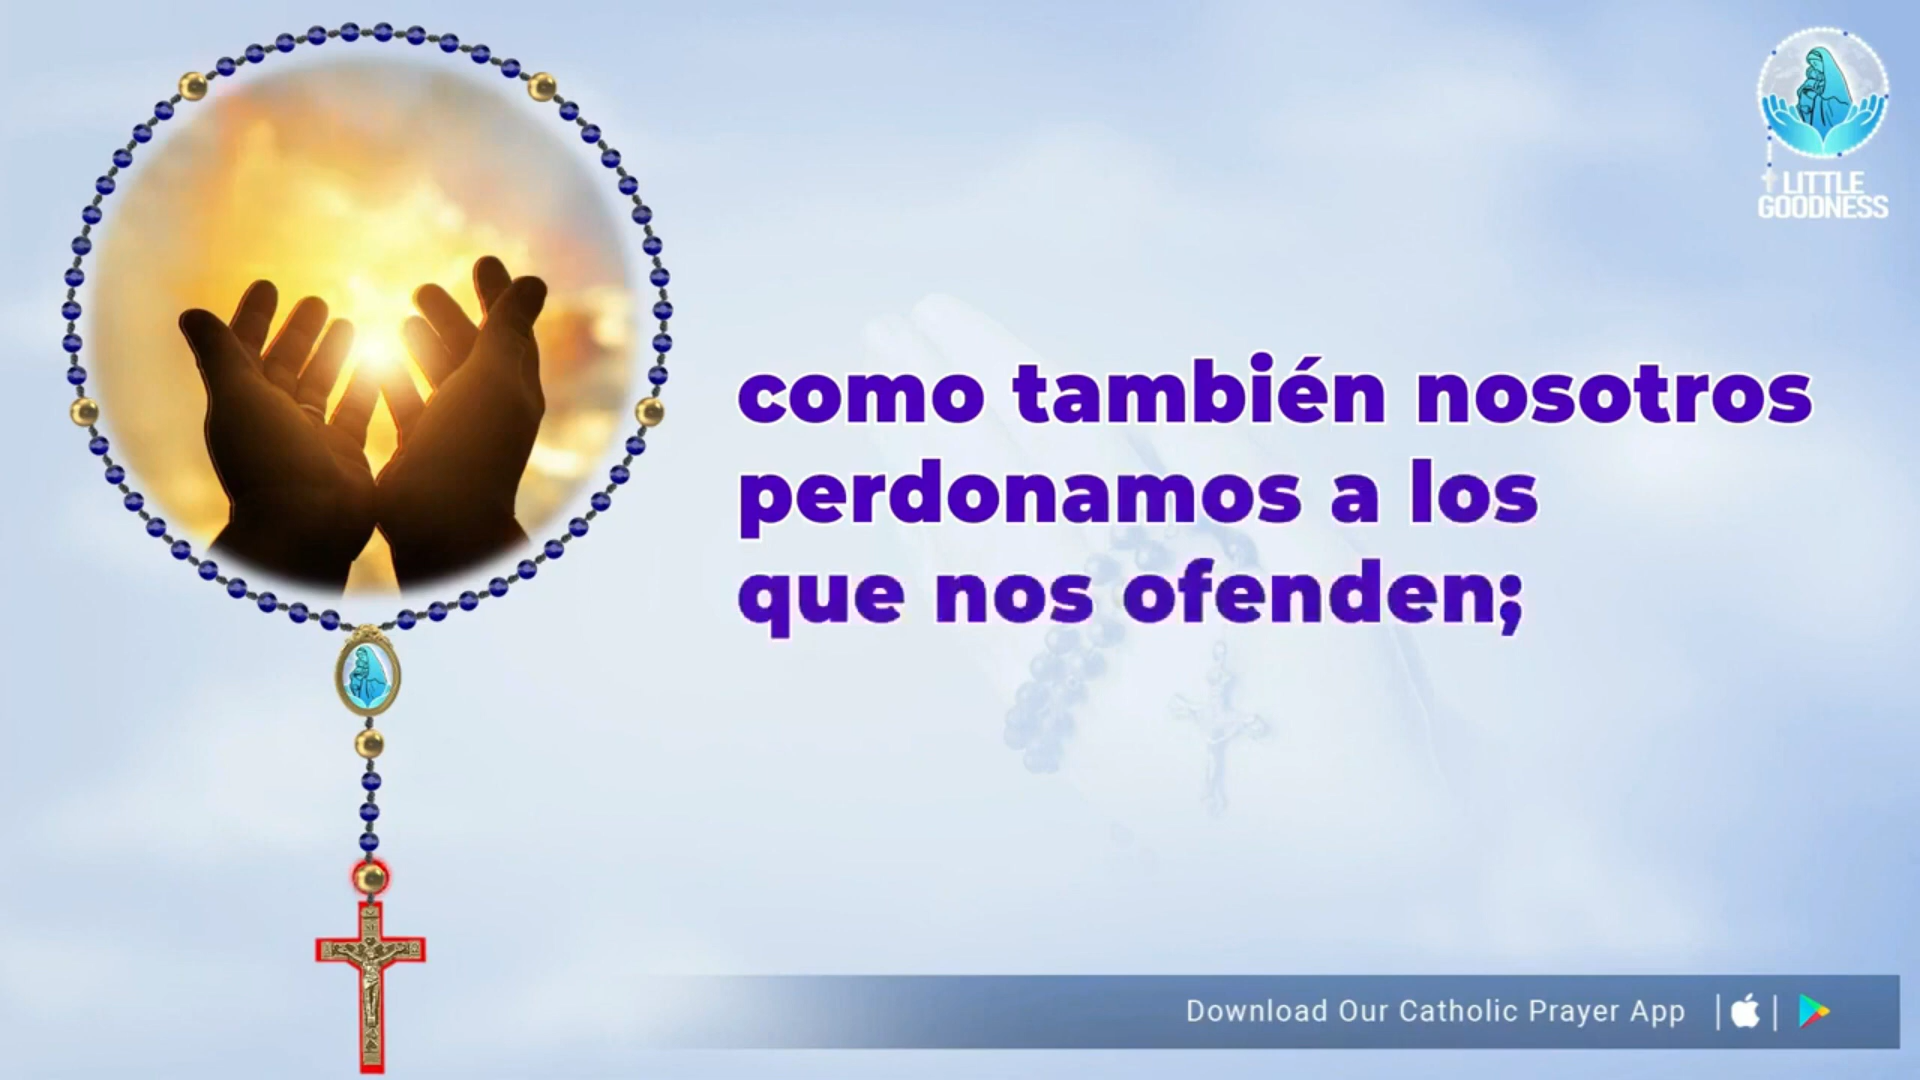 LITTLE
GOODNESS
como también nosotros
perdonamos a los
que nos ofenden;
Download Our Catholic Prayer App